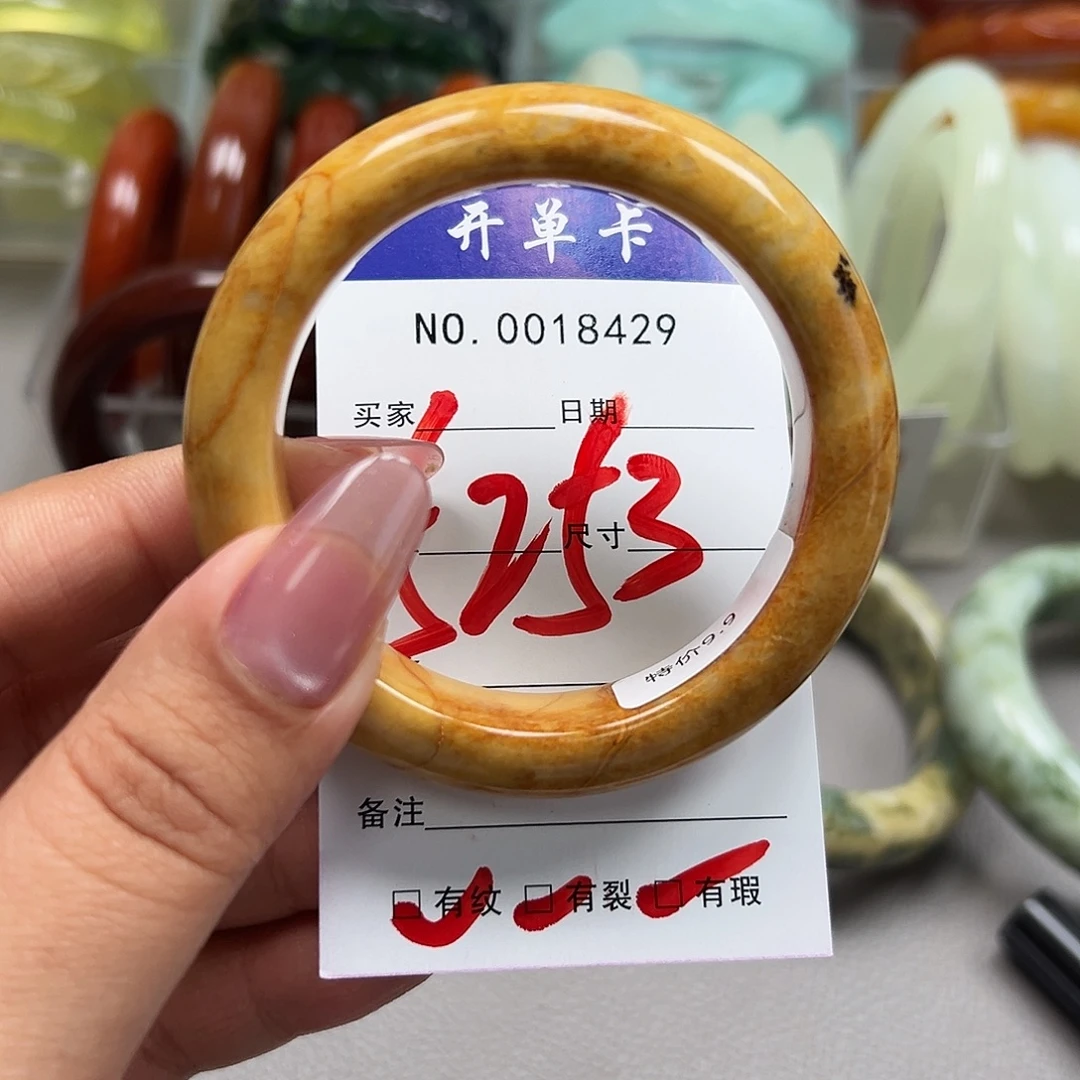 开单卡
NO. 0018429
买家 日期
尺寸
特价9.9
备注
□有纹 □有裂 □有瑕